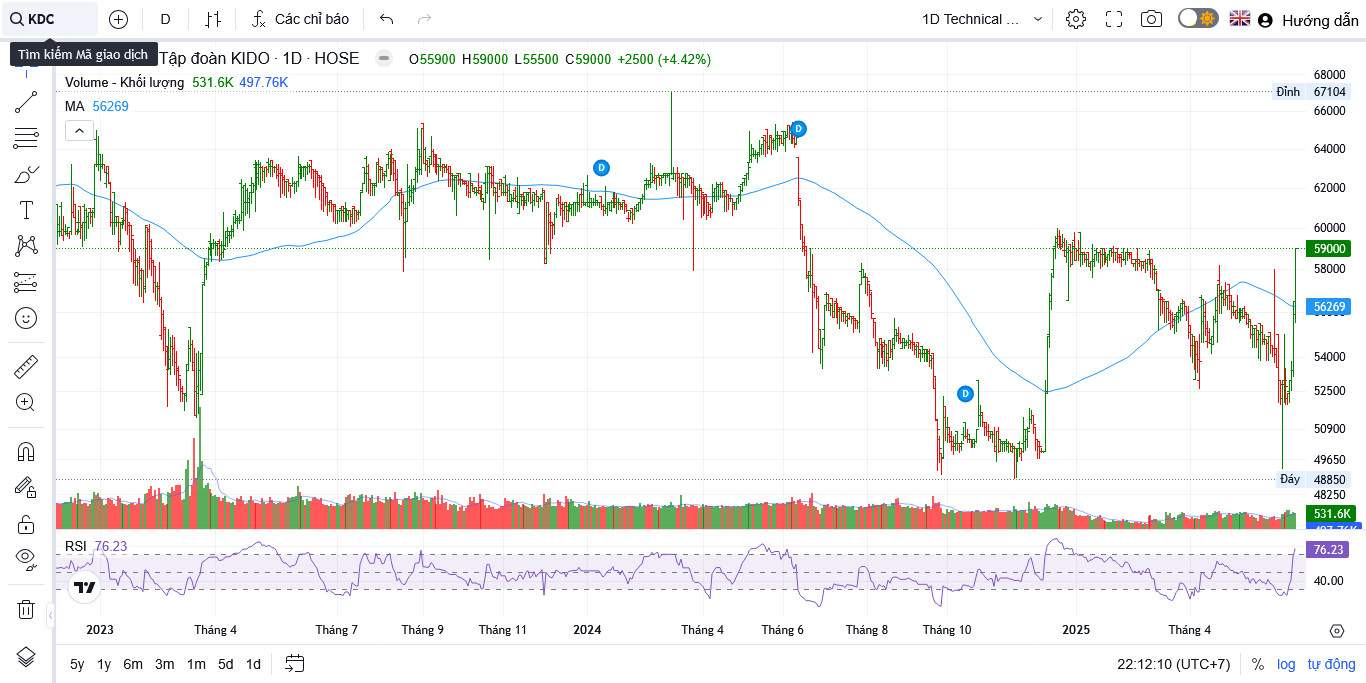 KDC
D
Các chỉ báo
1D Technical ...
Hướng dẫn
Tìm kiếm Mã giao dịch
Tập đoàn KIDO · 1D · HOSE
O55900 H59000 L55500 C59000 +2500 (+4.42%)
Volume - Khối lượng 531.6K 497.76K
MA 56269
68000
Đỉnh 67104
66000
64000
62000
60000
59000
58000
56269
54000
52500
50900
49650
Đáy 48850
48250
531.6K
D
D
D
RSI 76.23
76.23
40.00
2023 Tháng 4 Tháng 7 Tháng 9 Tháng 11 2024 Tháng 4 Tháng 6 Tháng 8 Tháng 10 2025 Tháng 4
5y 1y 6m 3m 1m 5d 1d
22:12:10 (UTC+7) % log tự động